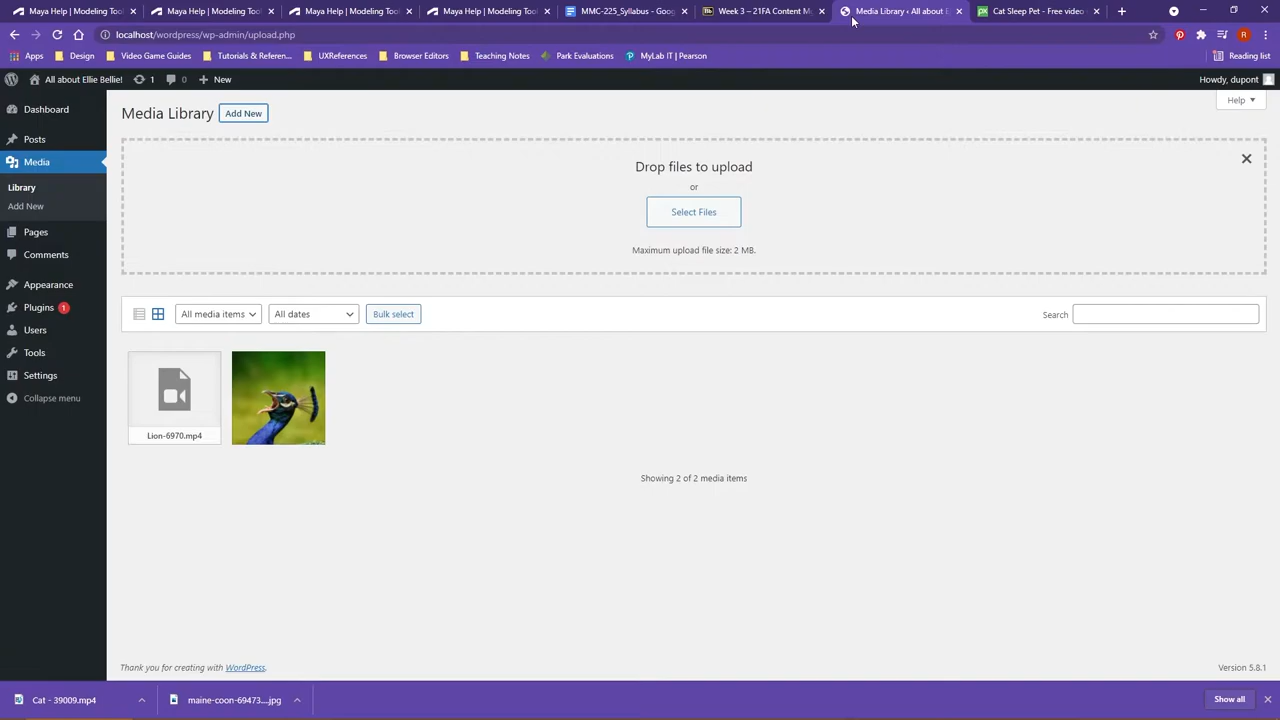 Maya Help | Modeling Tool
Maya Help | Modeling Tool
Maya Help | Modeling Tool
Maya Help | Modeling Tool
MMC-225_Syllabus - Goog
Week 3 – 21FA Content M
Media Library ‹ All about E
Cat Sleep Pet - Free video
localhost/wordpress/wp-admin/upload.php
Apps
Design
Video Game Guides
Tutorials & Referen...
UXReferences
Browser Editors
Teaching Notes
Park Evaluations
MyLab IT | Pearson
Reading list
All about Ellie Bellie!
1
0
New
Howdy, dupont
Dashboard
Posts
Media
Library
Add New
Pages
Comments
Appearance
Plugins 1
Users
Tools
Settings
Collapse menu
Media Library
Add New
Help
Drop files to upload
or
Select Files
Maximum upload file size: 2 MB.
All media items
All dates
Bulk select
Search
Lion-6970.mp4
Showing 2 of 2 media items
Thank you for creating with WordPress.
Version 5.8.1
Cat - 39009.mp4
maine-coon-69473....jpg
Show all